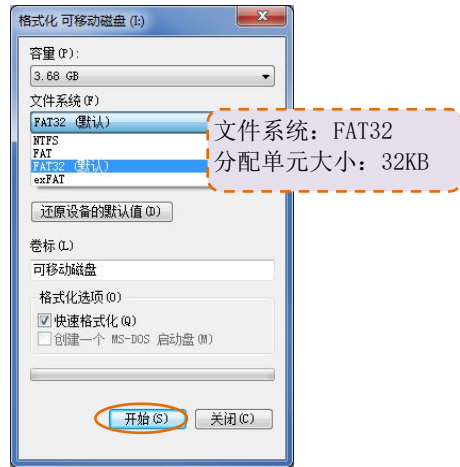 格式化 可移动磁盘 (I:)
容量(P):
3.68 GB
文件系统(F)
FAT32 (默认)
NTFS
FAT
FAT32 (默认)
exFAT
文件系统：FAT32
分配单元大小：32KB
还原设备的默认值(D)
卷标(L)
可移动磁盘
格式化选项(O)
快速格式化(Q)
创建一个 MS-DOS 启动盘(M)
开始(S)
关闭(C)